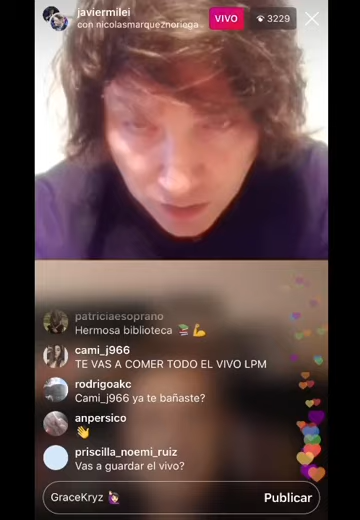 javiermilei
con nicolasmarqueznoriega
VIVO
3229
patriciaesoprano
Hermosa biblioteca 📚💪
cami_j966
TE VAS A COMER TODO EL VIVO LPM
rodrigoakc
Cami_j966 ya te bañaste?
anpersico
👋
priscilla_noemi_ruiz
Vas a guardar el vivo?
GraceKryz 🙋🏻‍♀️
Publicar